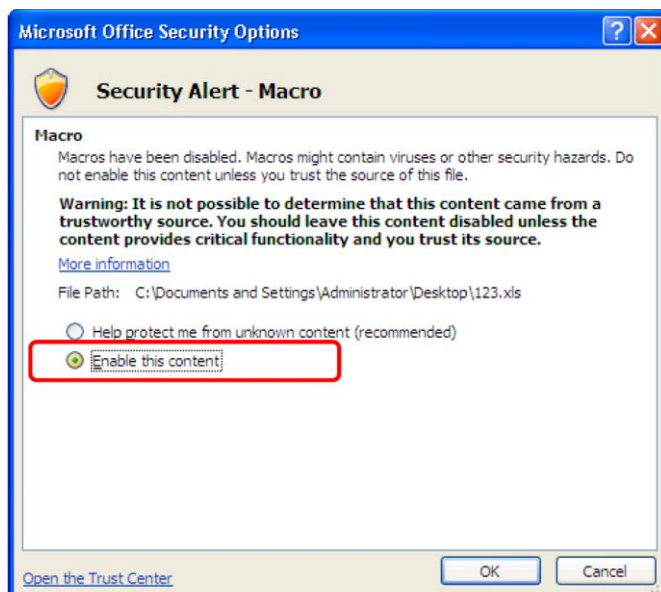 Microsoft Office Security Options
Security Alert - Macro
Macro
Macros have been disabled. Macros might contain viruses or other security hazards. Do
not enable this content unless you trust the source of this file.
Warning: It is not possible to determine that this content came from a
trustworthy source. You should leave this content disabled unless the
content provides critical functionality and you trust its source.
More information
File Path: C:\Documents and Settings\Administrator\Desktop\123.xls
Help protect me from unknown content (recommended)
Enable this content
Open the Trust Center
OK
Cancel